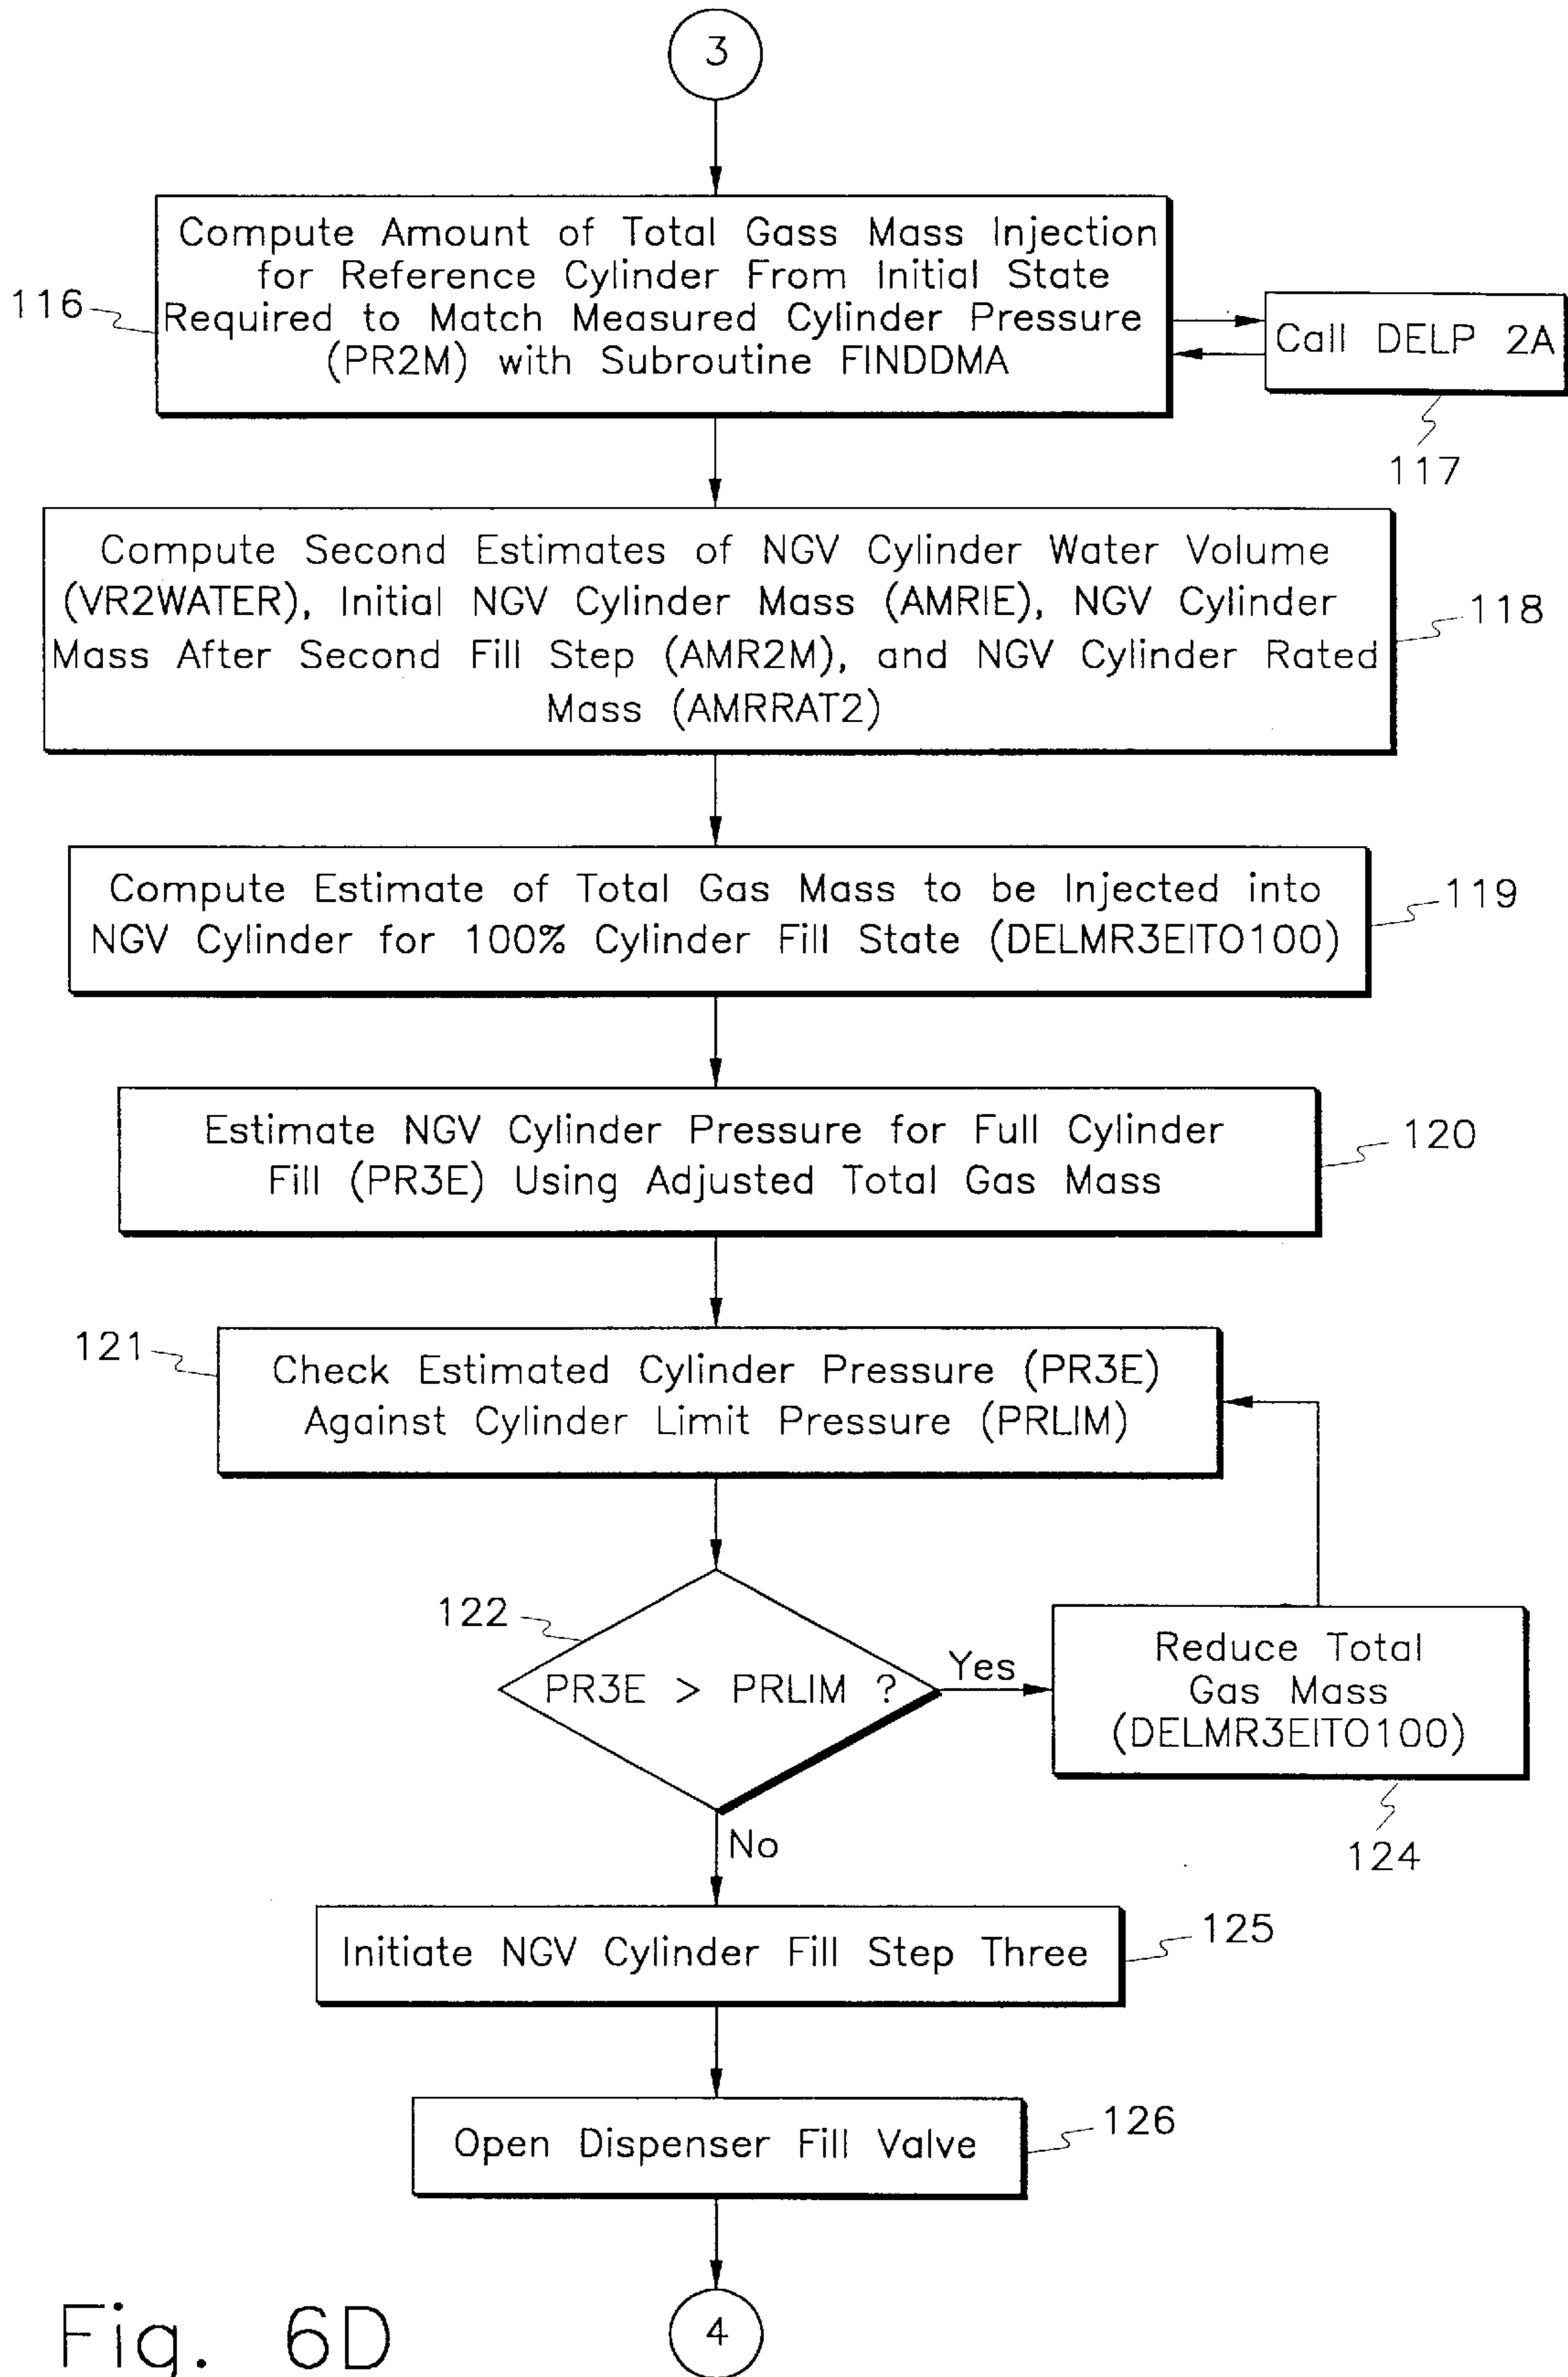 3
Compute Amount of Total Gass Mass Injection
for Reference Cylinder From Initial State
Required to Match Measured Cylinder Pressure
(PR2M) with Subroutine FINDDMA
116
Call DELP 2A
117
Compute Second Estimates of NGV Cylinder Water Volume
(VR2WATER), Initial NGV Cylinder Mass (AMRIE), NGV Cylinder
Mass After Second Fill Step (AMR2M), and NGV Cylinder Rated
Mass (AMRRAT2)
118
Compute Estimate of Total Gas Mass to be Injected into
NGV Cylinder for 100% Cylinder Fill State (DELMR3EITO100)
119
Estimate NGV Cylinder Pressure for Full Cylinder
Fill (PR3E) Using Adjusted Total Gas Mass
120
121
Check Estimated Cylinder Pressure (PR3E)
Against Cylinder Limit Pressure (PRLIM)
122
PR3E > PRLIM ?
Yes
Reduce Total
Gas Mass
(DELMR3EITO100)
124
No
Initiate NGV Cylinder Fill Step Three
125
Open Dispenser Fill Valve
126
4
Fig. 6D